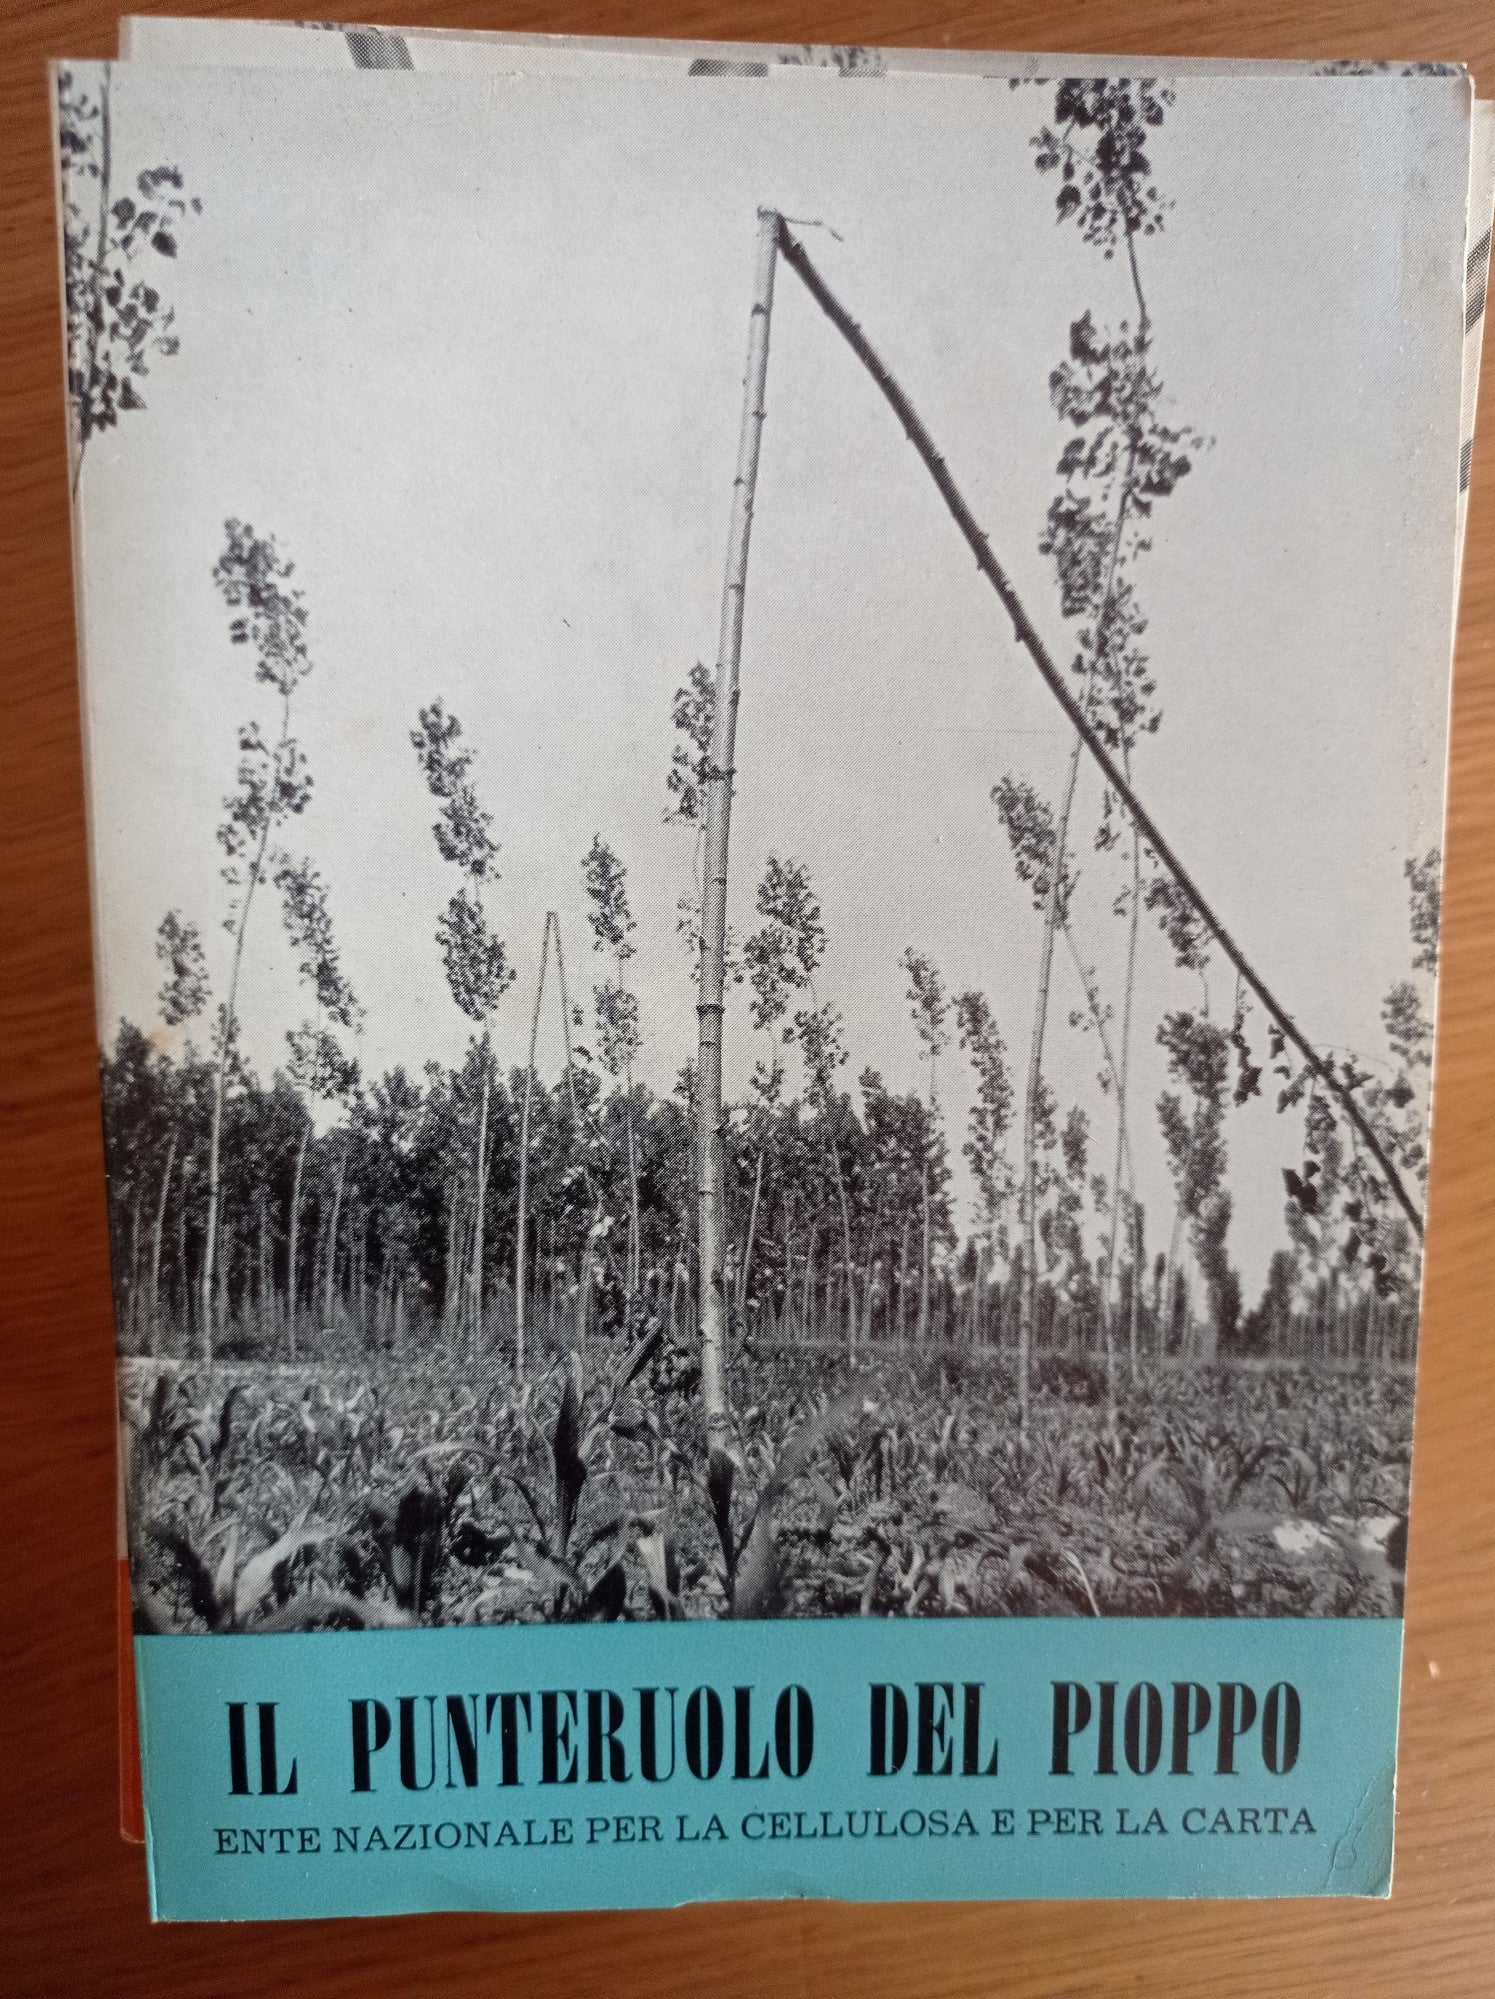 IL PUNTERUOLO DEL PIOPPO
ENTE NAZIONALE PER LA CELLULOSA E PER LA CARTA